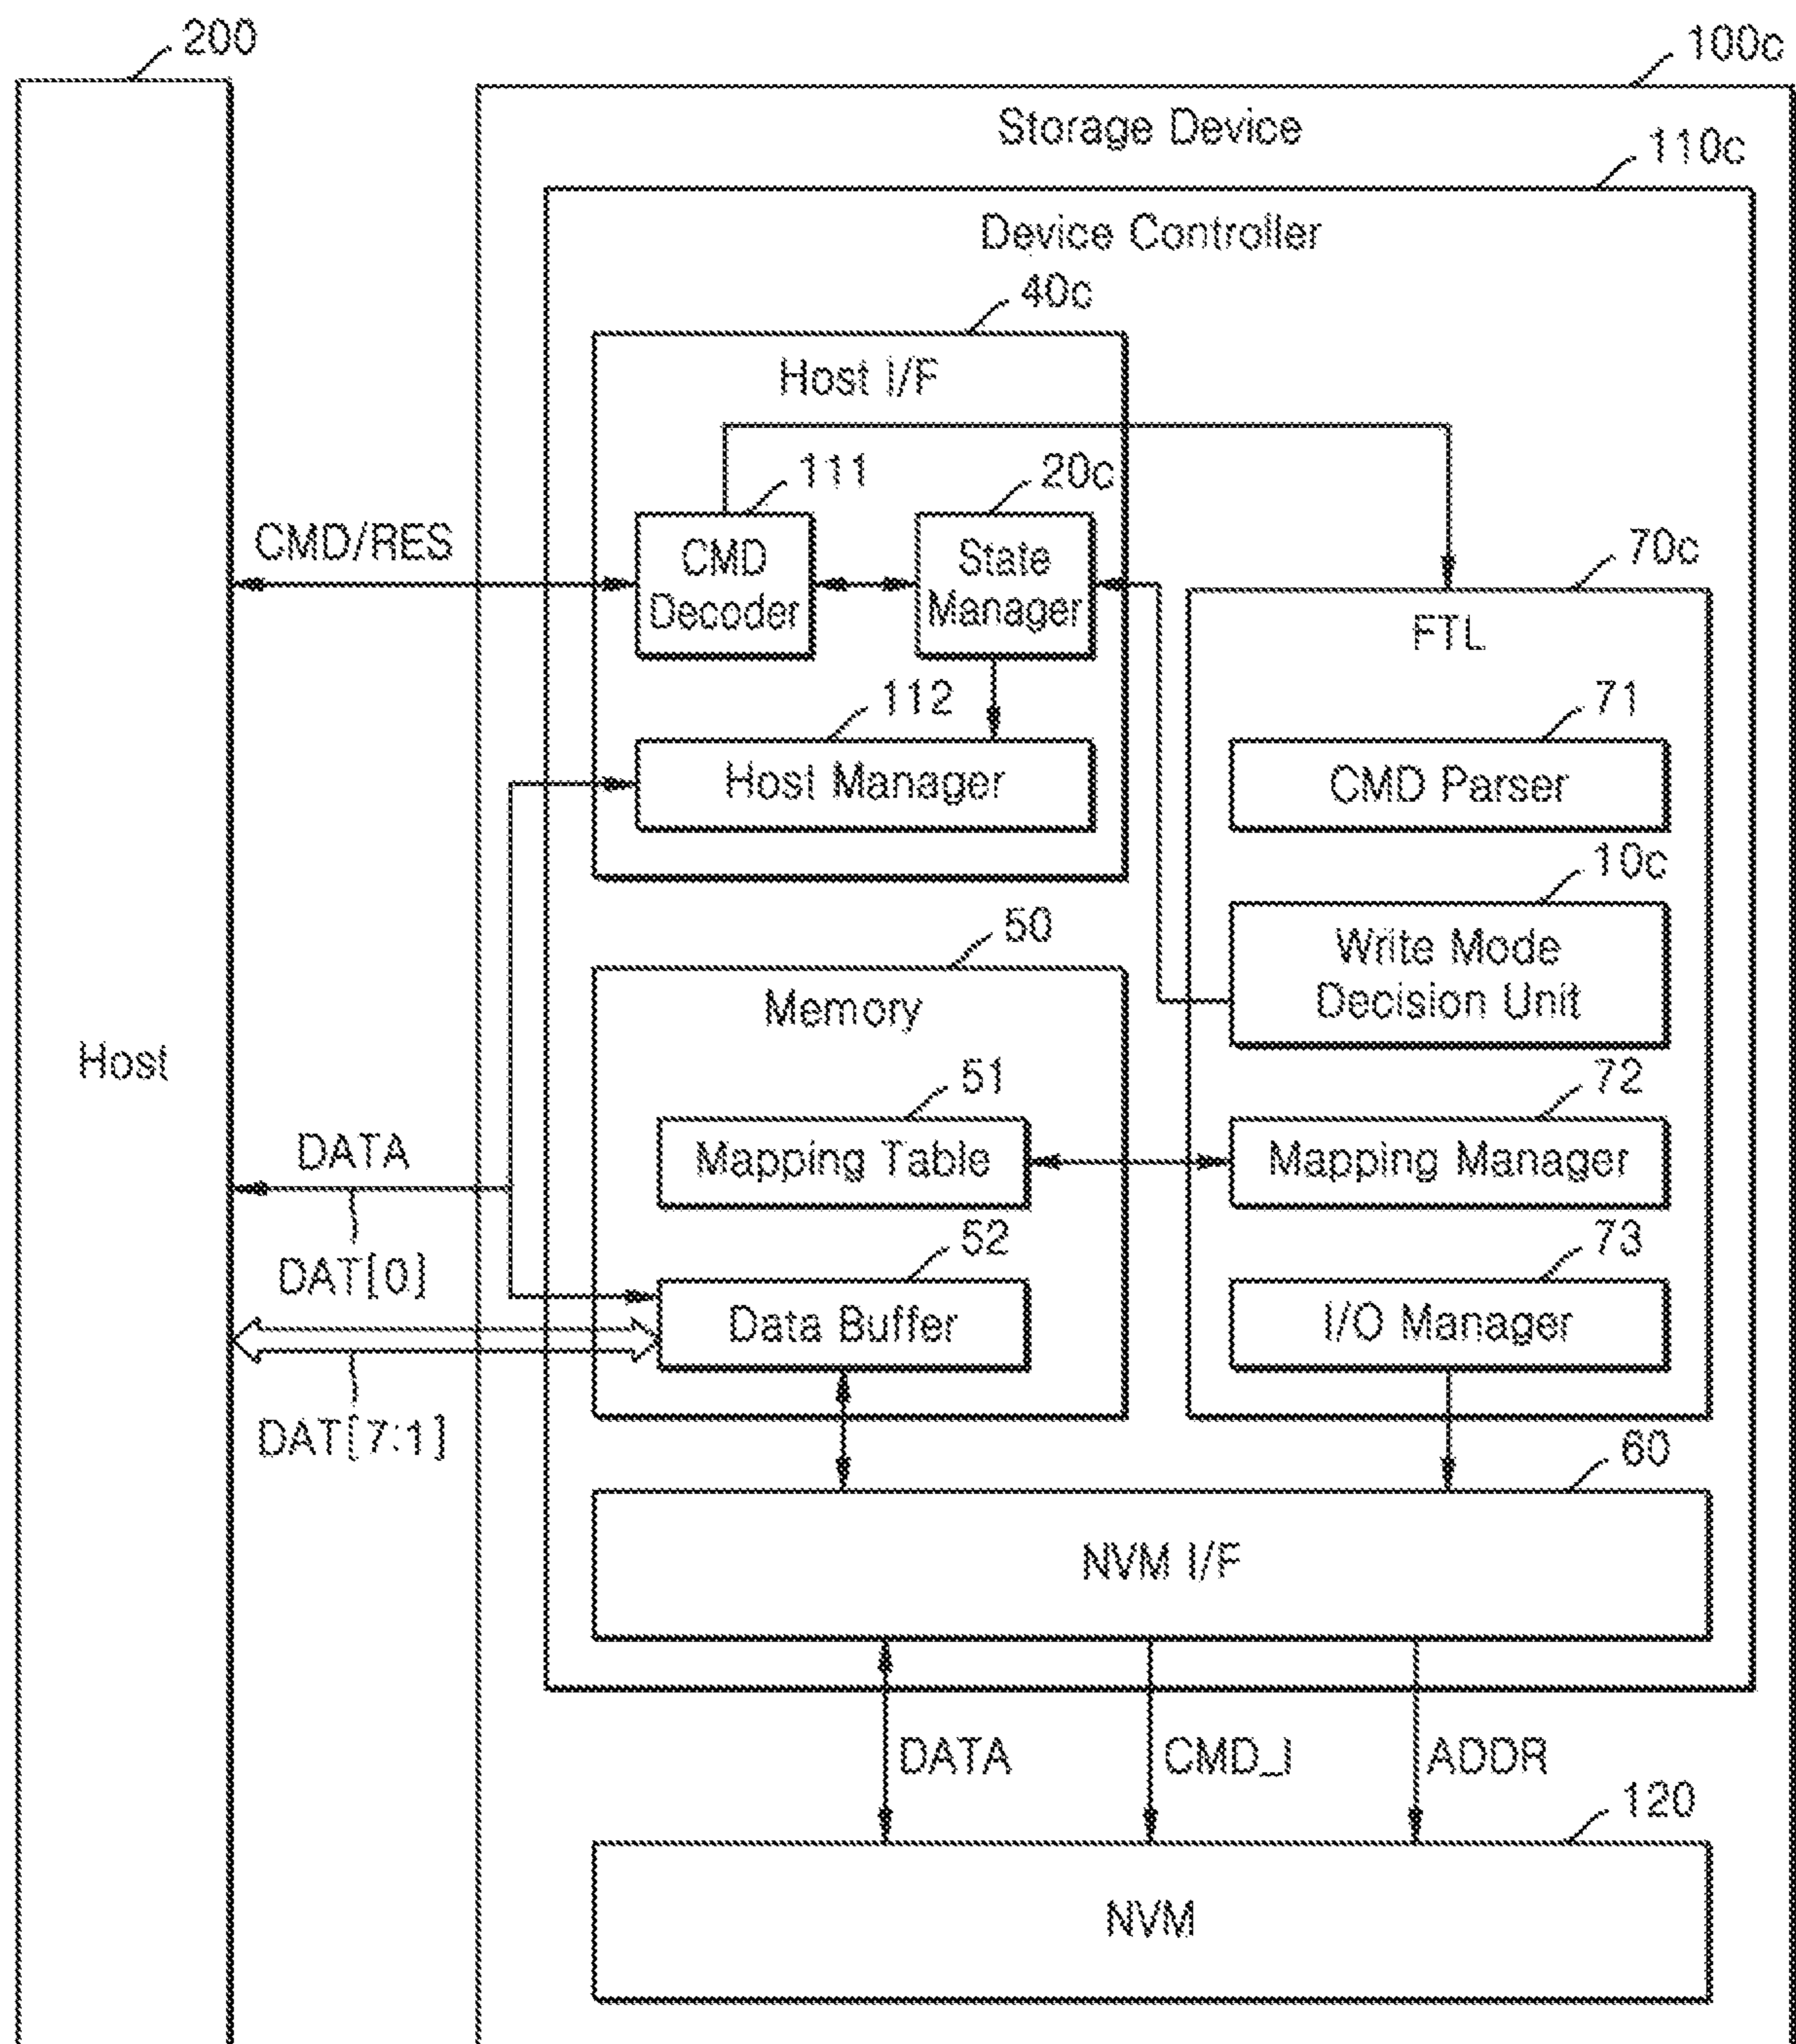 200
100c
Storage Device
110c
Device Controller
40c
Host I/F
111
20c
CMD/RES
CMD
Decoder
State
Manager
70c
FTL
112
Host Manager
71
CMD Parser
10c
Write Mode
Decision Unit
50
Memory
Host
51
Mapping Table
72
Mapping Manager
DATA
DAT[0]
52
Data Buffer
73
I/O Manager
DAT[7:1]
60
NVM I/F
DATA
CMD_I
ADDR
120
NVM